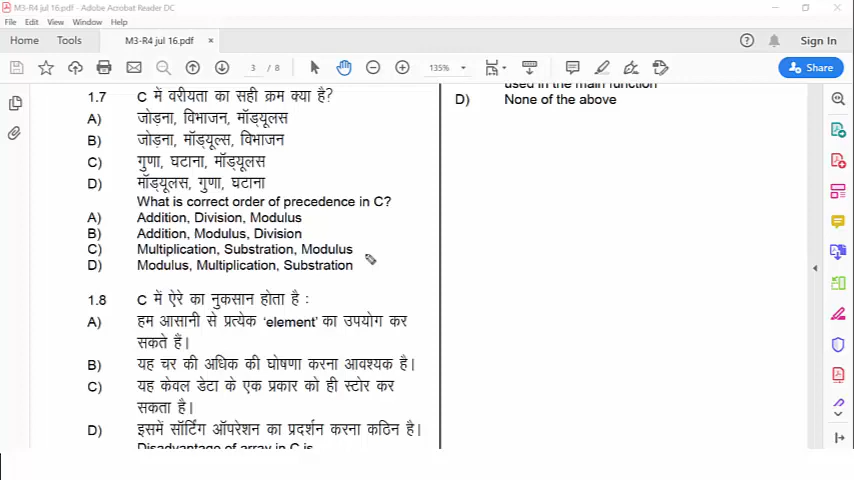 M3-R4 jul 16.pdf - Adobe Acrobat Reader DC
File Edit View Window Help
Home Tools M3-R4 jul 16.pdf × Sign In
3 / 8 135% Share
1.7 C में वरीयता का सही क्रम क्या है?
A) जोड़ना, विभाजन, मॉड्यूलस
B) जोड़ना, मॉड्यूल्स, विभाजन
C) गुणा, घटाना, मॉड्यूलस
D) मॉड्यूलस, गुणा, घटाना
What is correct order of precedence in C?
A) Addition, Division, Modulus
B) Addition, Modulus, Division
C) Multiplication, Substration, Modulus
D) Modulus, Multiplication, Substration
1.8 C में ऐरे का नुकसान होता है :
A) हम आसानी से प्रत्येक ‘element’ का उपयोग कर
सकते हैं।
B) यह चर की अधिक की घोषणा करना आवश्यक है।
C) यह केवल डेटा के एक प्रकार को ही स्टोर कर
सकता है।
D) इसमें सॉर्टिंग ऑपरेशन का प्रदर्शन करना कठिन है।
Disadvantage of array in C is
used in the main function
D) None of the above